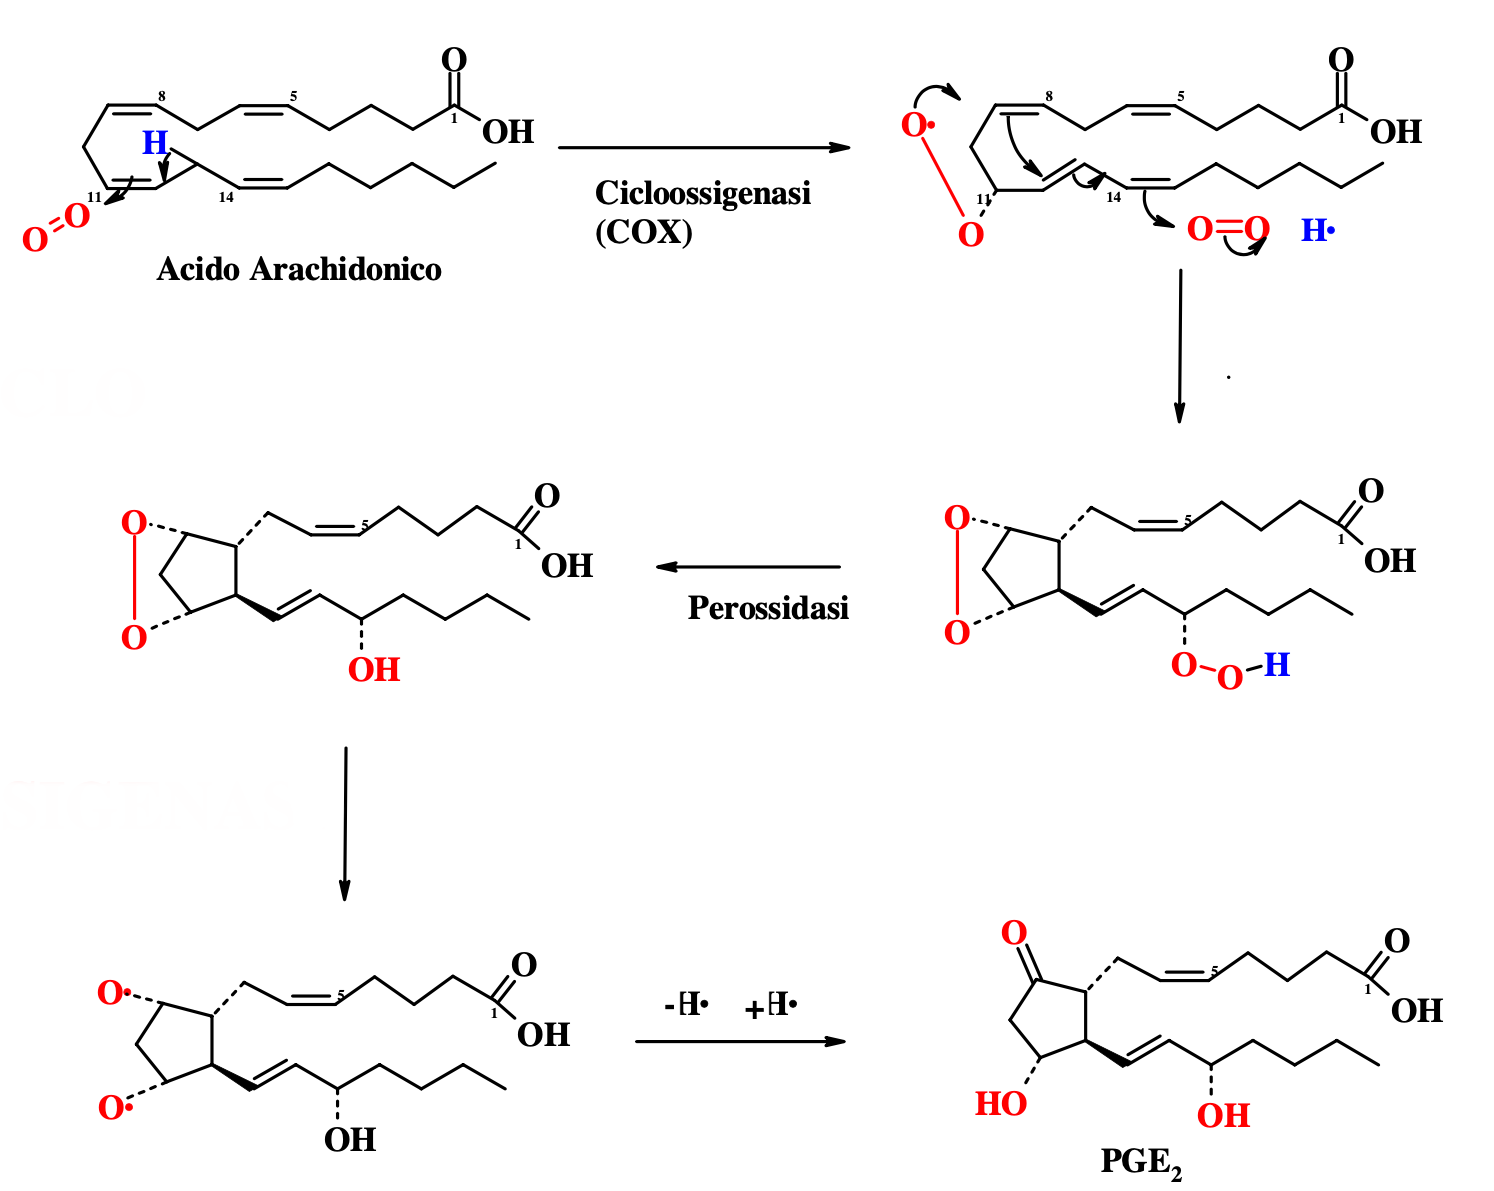 O
8
5
1
OH
H
11
14
O=O
Acido Arachidonico
Cicloossigenasi
(COX)
O
8
5
1
OH
O•
11
14
O
O=O H•
O
O
5
1
OH
O
OH
Perossidasi
O
O
5
1
OH
O
O-O-H
O
O•
5
1
OH
O•
OH
-H• +H•
O
O
5
1
OH
HO
OH
PGE₂